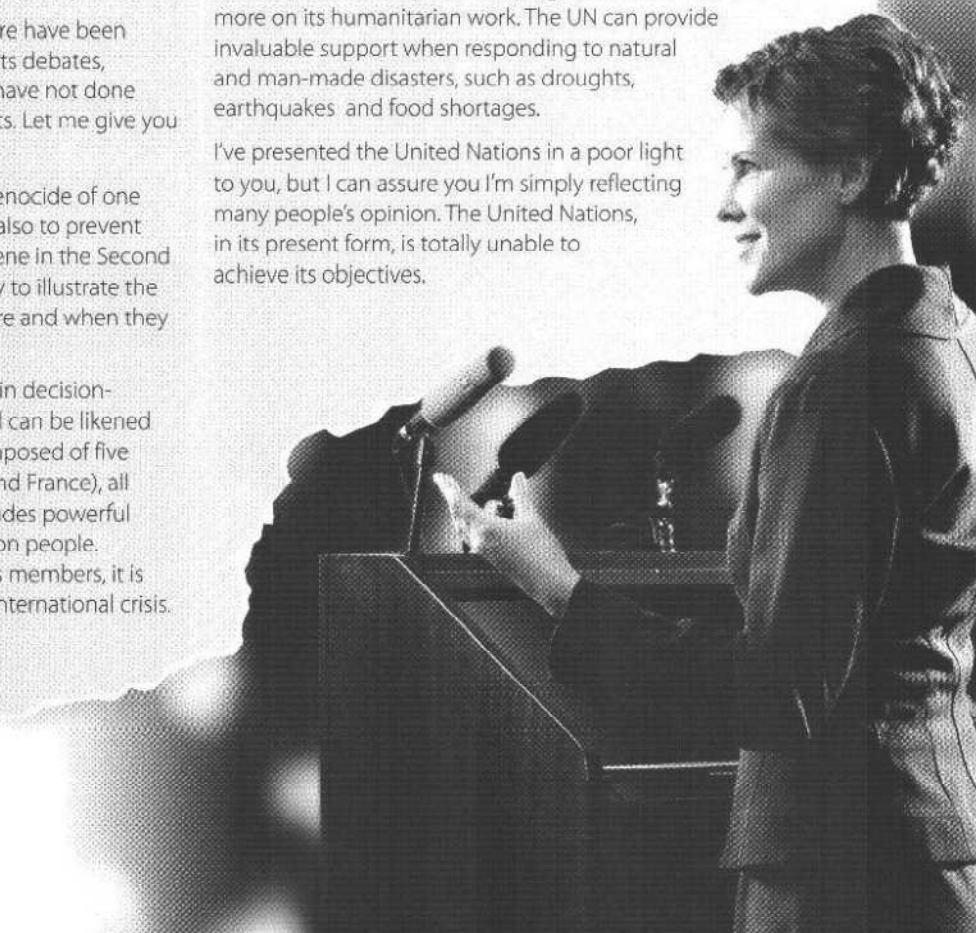 re have been
ts debates,
have not done
ts. Let me give you
enocide of one
also to prevent
ene in the Second
y to illustrate the
re and when they
in decision-
l can be likened
posed of five
nd France), all
des powerful
on people.
s members, it is
nternational crisis.
more on its humanitarian work. The UN can provide
invaluable support when responding to natural
and man-made disasters, such as droughts,
earthquakes and food shortages.
I've presented the United Nations in a poor light
to you, but I can assure you I'm simply reflecting
many people's opinion. The United Nations,
in its present form, is totally unable to
achieve its objectives.